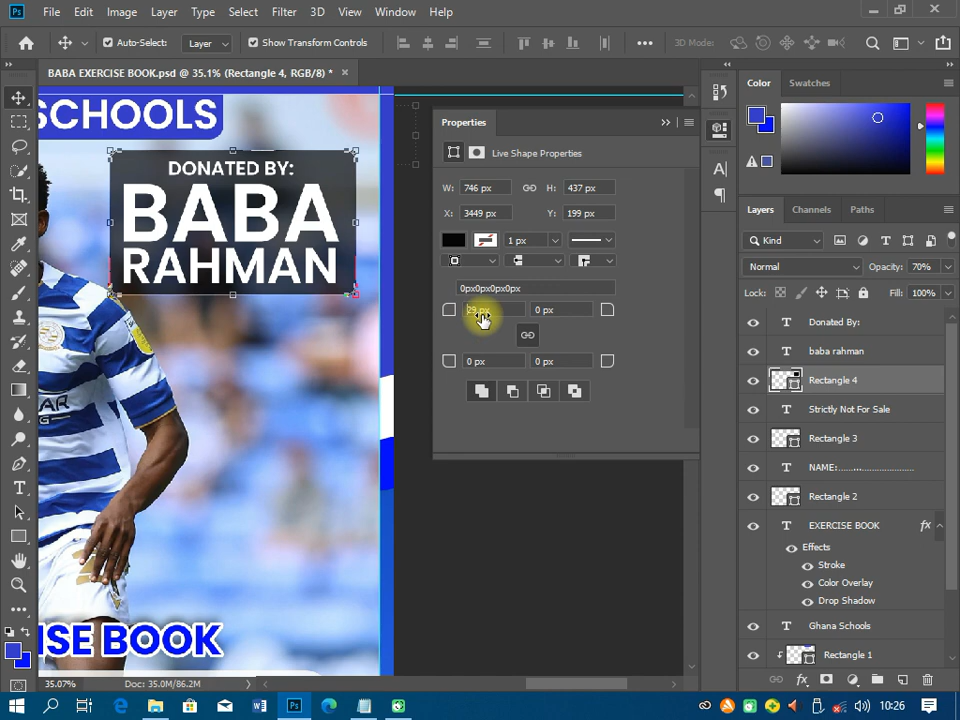 File Edit Image Layer Type Select Filter 3D View Window Help
Auto-Select: Layer Show Transform Controls 3D Mode:
BABA EXERCISE BOOK.psd @ 35.1% (Rectangle 4, RGB/8) *
SCHOOLS
DONATED BY:
BABA
RAHMAN
ISE BOOK
Properties
Live Shape Properties
W: 746 px H: 437 px
X: 3449 px Y: 199 px
1 px
0px0px0px0px
29 px 0 px
0 px 0 px
Color Swatches
Layers Channels Paths
Kind
Normal Opacity: 70%
Lock: Fill: 100%
Donated By:
baba rahman
Rectangle 4
Strictly Not For Sale
Rectangle 3
NAME:..........................
Rectangle 2
EXERCISE BOOK fx
Effects
Stroke
Color Overlay
Drop Shadow
Ghana Schools
Rectangle 1
35.07% Doc: 35.0M/86.2M
10:26